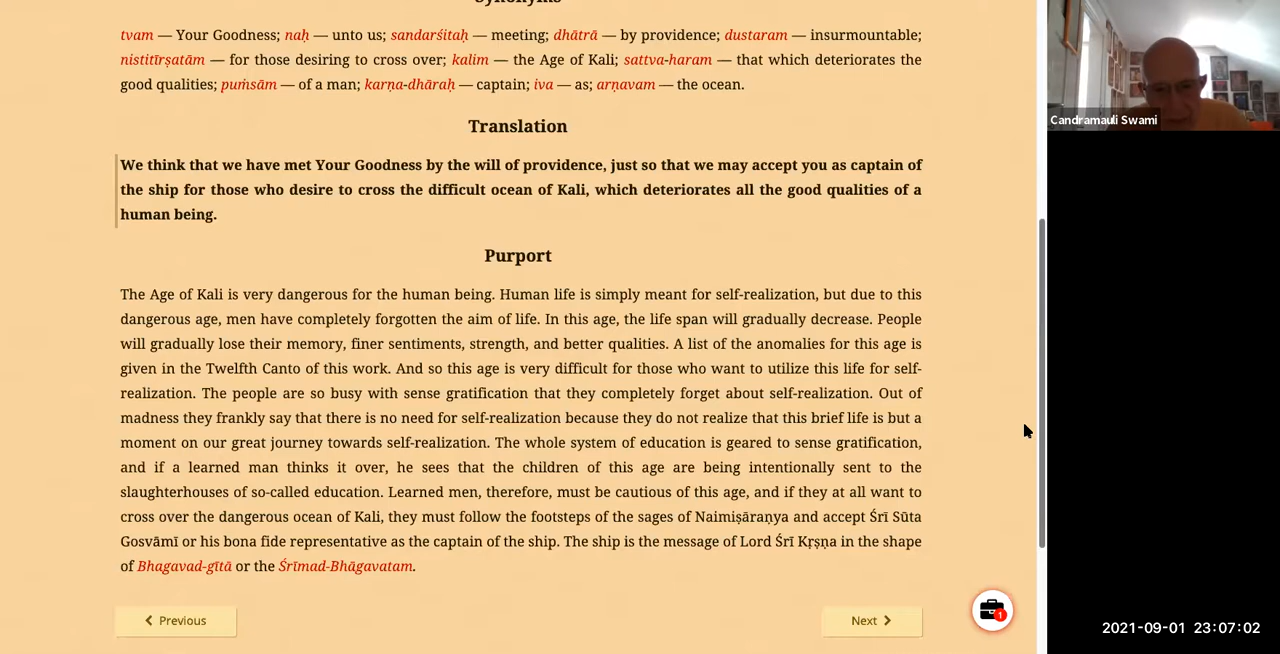 Synonyms
tvam — Your Goodness; naḥ — unto us; sandarśitaḥ — meeting; dhātrā — by providence; dustaram — insurmountable;
nistitīrṣatām — for those desiring to cross over; kalim — the Age of Kali; sattva-haram — that which deteriorates the
good qualities; puṁsām — of a man; karṇa-dhāraḥ — captain; iva — as; arṇavam — the ocean.
Translation
We think that we have met Your Goodness by the will of providence, just so that we may accept you as captain of
the ship for those who desire to cross the difficult ocean of Kali, which deteriorates all the good qualities of a
human being.
Purport
The Age of Kali is very dangerous for the human being. Human life is simply meant for self-realization, but due to this
dangerous age, men have completely forgotten the aim of life. In this age, the life span will gradually decrease. People
will gradually lose their memory, finer sentiments, strength, and better qualities. A list of the anomalies for this age is
given in the Twelfth Canto of this work. And so this age is very difficult for those who want to utilize this life for self-
realization. The people are so busy with sense gratification that they completely forget about self-realization. Out of
madness they frankly say that there is no need for self-realization because they do not realize that this brief life is but a
moment on our great journey towards self-realization. The whole system of education is geared to sense gratification,
and if a learned man thinks it over, he sees that the children of this age are being intentionally sent to the
slaughterhouses of so-called education. Learned men, therefore, must be cautious of this age, and if they at all want to
cross over the dangerous ocean of Kali, they must follow the footsteps of the sages of Naimiṣāraṇya and accept Śrī Sūta
Gosvāmī or his bona fide representative as the captain of the ship. The ship is the message of Lord Śrī Kṛṣṇa in the shape
of Bhagavad-gītā or the Śrīmad-Bhāgavatam.
Previous
Next
1
Candramauli Swami
2021-09-01 23:07:02